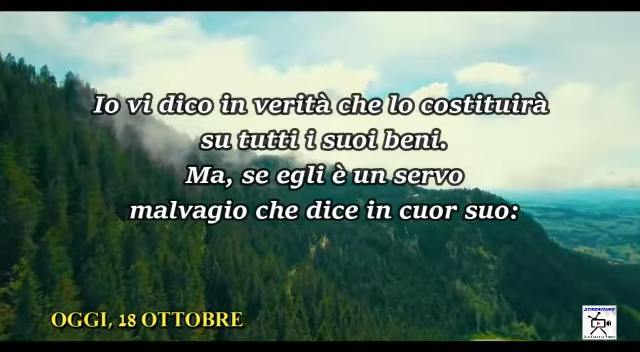 Io vi dico in verità che lo costituirà
su tutti i suoi beni.
Ma, se egli è un servo
malvagio che dice in cuor suo:
OGGI, 18 OTTOBRE
STREAMING